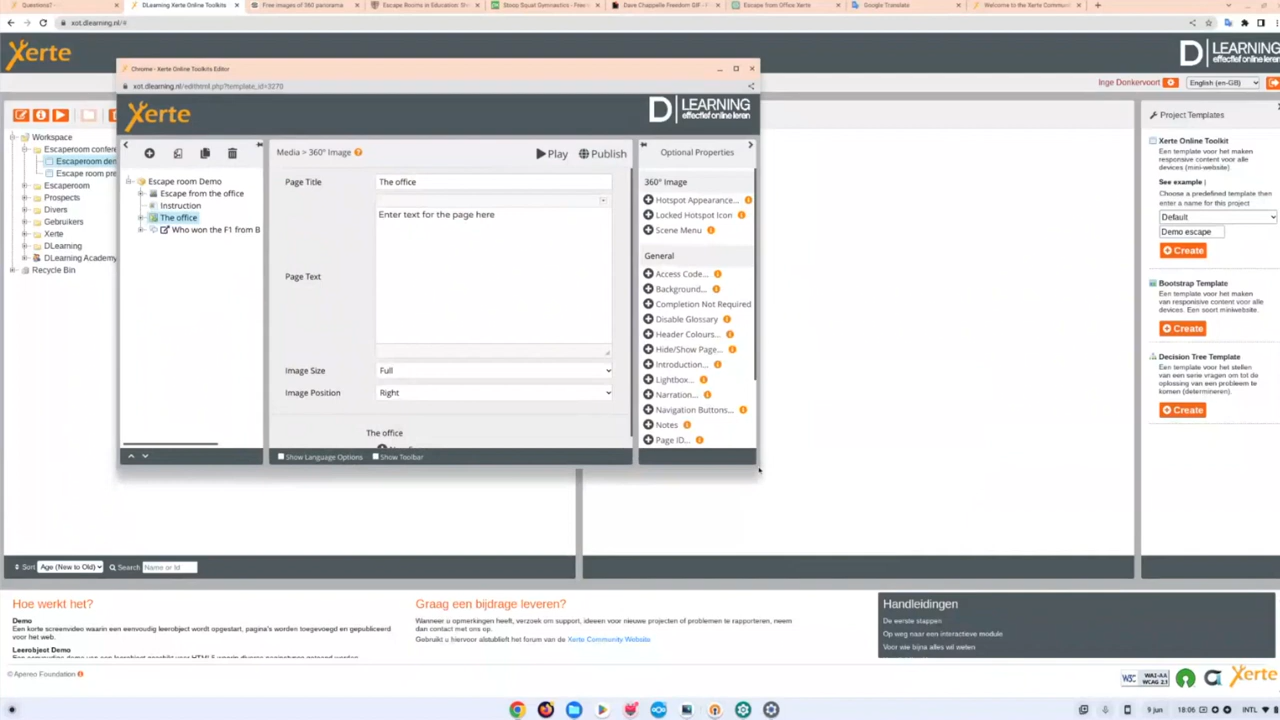 Questions?
DLearning Xerte Online Toolkits
Free images of 360 panorama
Escape Rooms in Education: Sh
Stoop Squat Gymnastics - Free
Dave Chappelle Freedom GIF - F
Escape from Office Xerte
Google Translate
Welcome to the Xerte Communit
xot.dlearning.nl/#
Xerte
D LEARNING
effectief online leren
Inge Donkervoort
English (en-GB)
Chrome - Xerte Online Toolkits Editor
xot.dlearning.nl/edithtml.php?template_id=3270
Xerte
D LEARNING
effectief online leren
Workspace
Escaperoom confe
Escaperoom den
Escape room pre
Escaperoom
Prospects
Divers
Gebruikers
Xerte
DLearning
DLearning Academy
Recycle Bin
Media > 360° Image
Play
Publish
Optional Properties
Escape room Demo
Escape from the office
Instruction
The office
Who won the F1 from B
Page Title
The office
Page Text
Enter text for the page here
Image Size
Full
Image Position
Right
The office
Show Language Options
Show Toolbar
360° Image
Hotspot Appearance...
Locked Hotspot Icon
Scene Menu
General
Access Code...
Background...
Completion Not Required
Disable Glossary
Header Colours...
Hide/Show Page...
Introduction...
Lightbox...
Narration...
Navigation Buttons...
Notes
Page ID...
Project Templates
Xerte Online Toolkit
Een template voor het maken
responsive content voor alle
devices. (mini-website)
See example |
Choose a predefined template then
enter a name for this project
Default
Demo escape
Create
Bootstrap Template
Een template voor het maken
van responisive content voor alle
devices. Een soort miniwebsite
Create
Decision Tree Template
Een template voor het stellen
van een serie vragen om tot de
oplossing van een probleem te
komen (determineren).
Create
Sort
Age (New to Old)
Search
Name or Id
Hoe werkt het?
Demo
Een korte screenvideo waarin een eenvoudig leerobject wordt opgestart, pagina's worden toegevoegd en gepubliceerd
voor het web.
Leerobject Demo
Graag een bijdrage leveren?
Wanneer u opmerkingen heeft, verzoek om support, ideeen voor nieuwe projecten of problemen te rapporteren, neem
dan contact met ons op.
Gebruikt u hiervoor alstublieft het forum van de Xerte Community Website
Handleidingen
De eerste stappen
Op weg naar een interactieve module
Voor wie bijna alles wil weten
© Apereo Foundation
W3C
WAI-AA
WCAG 2.1
Xerte
9 jun
18:06
INTL